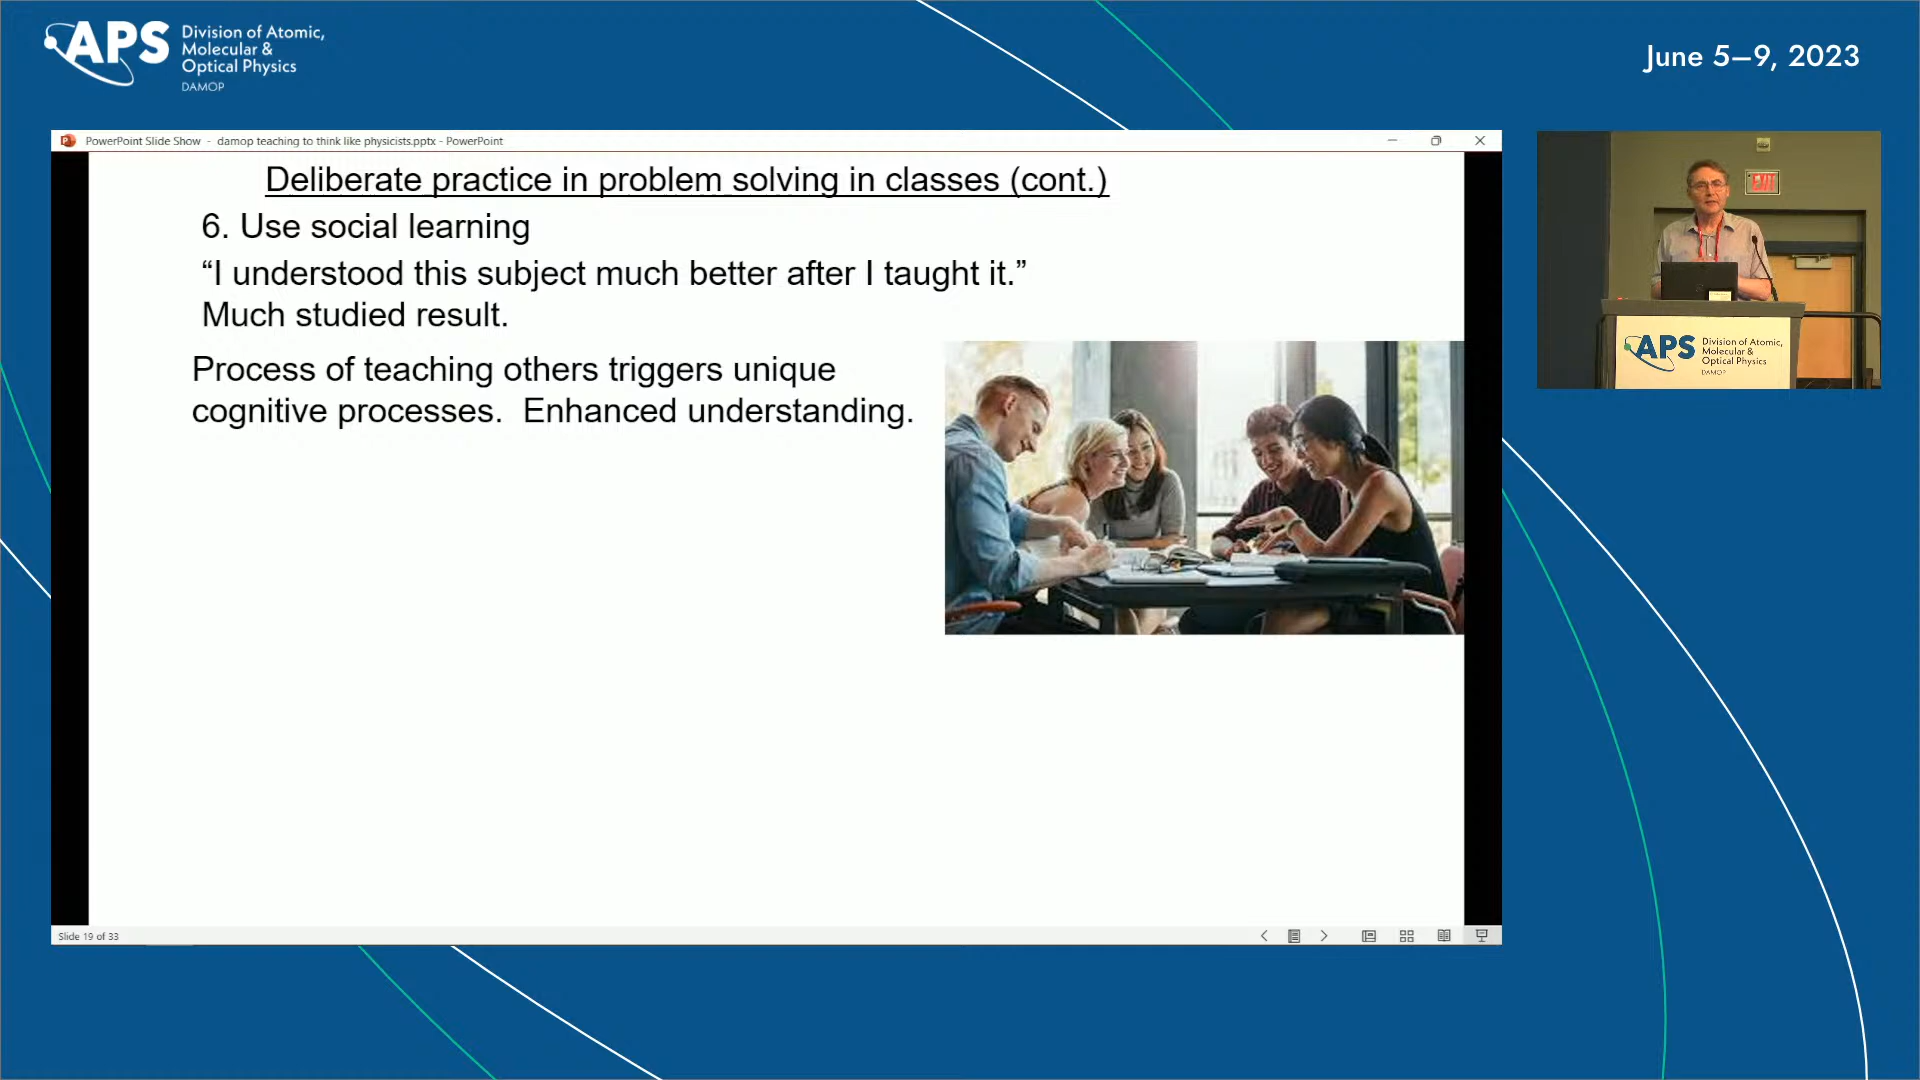 APS
Division of Atomic,
Molecular &
Optical Physics
DAMOP
June 5–9, 2023
PowerPoint Slide Show - damop teaching to think like physicists.pptx - PowerPoint
Deliberate practice in problem solving in classes (cont.)
6. Use social learning
“I understood this subject much better after I taught it.”
Much studied result.
Process of teaching others triggers unique
cognitive processes.  Enhanced understanding.
Slide 19 of 33
EXIT
APS
Division of Atomic,
Molecular &
Optical Physics
DAMOP